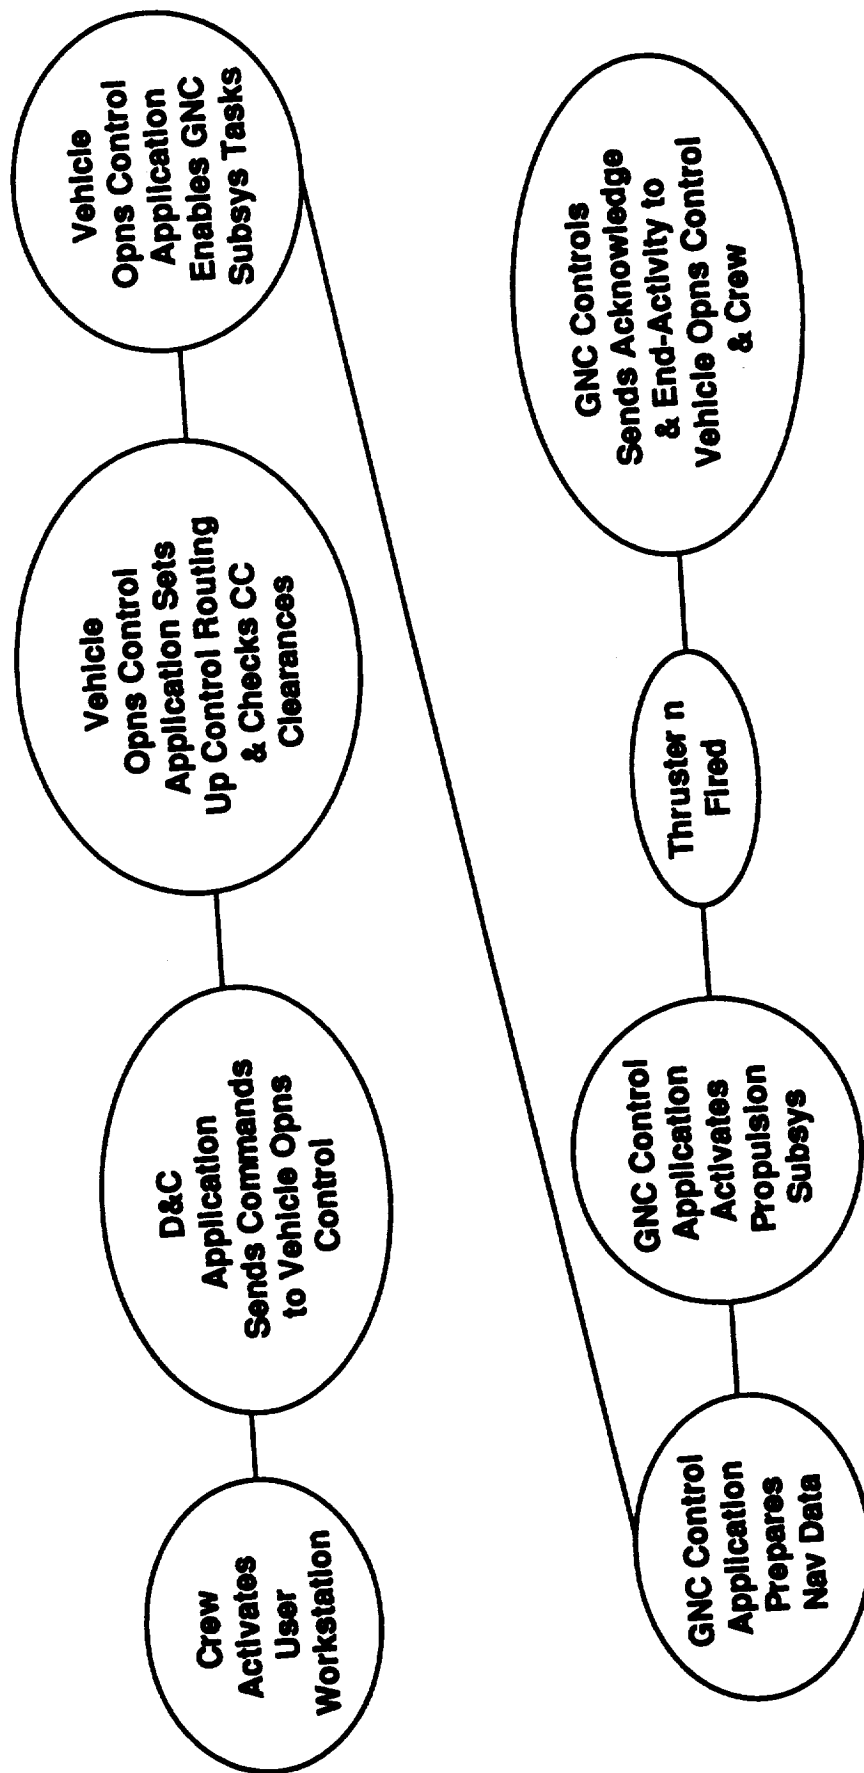 Crew
Activates
User
Workstation
D&C
Application
Sends Commands
to Vehicle Opns
Control
Vehicle
Opns Control
Application Sets
Up Control Routing
& Checks CC
Clearances
Vehicle
Opns Control
Application
Enables GNC
Subsys Tasks
GNC Control
Application
Prepares
Nav Data
GNC Control
Application
Activates
Propulsion
Subsys
Thruster n
Fired
GNC Controls
Sends Acknowledge
& End-Activity to
Vehicle Opns Control
& Crew